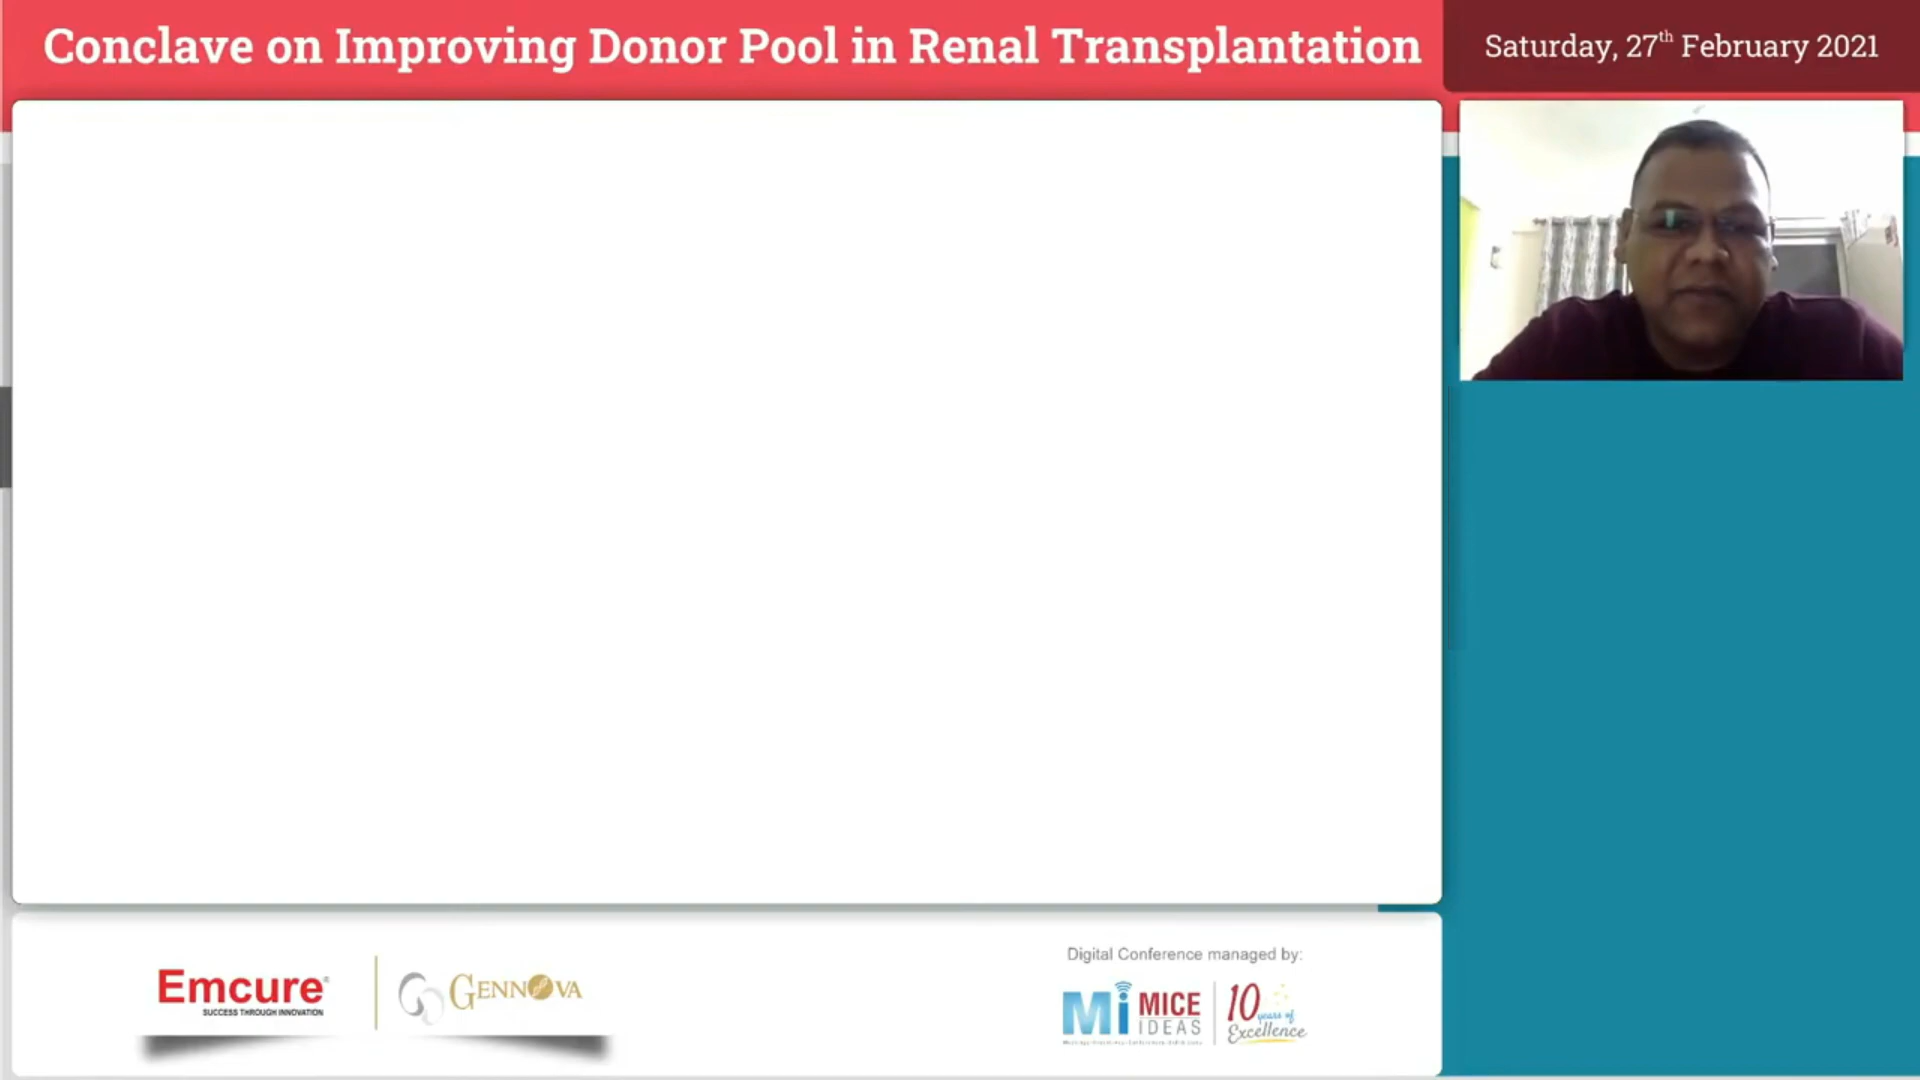 Conclave on Improving Donor Pool in Renal Transplantation
Saturday, 27th February 2021
Emcure®
SUCCESS THROUGH INNOVATION
GENNOVA
Digital Conference managed by:
Mi MICE IDEAS
10 years of Excellence